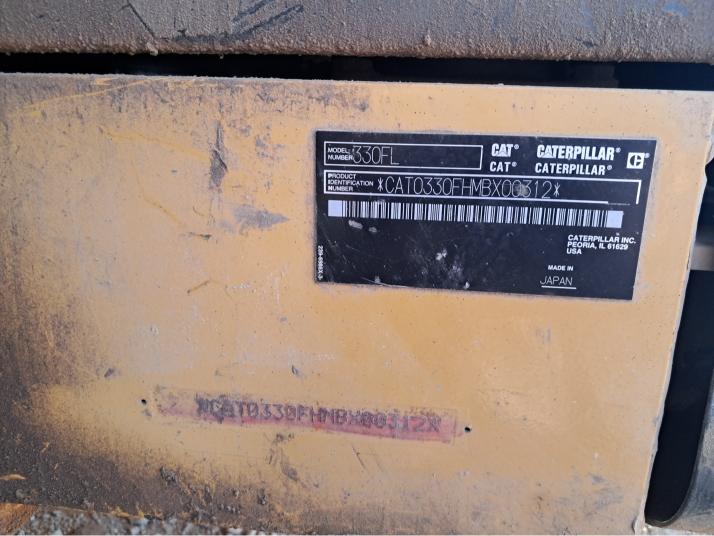 MODEL NUMBER 330FL
CAT® CATERPILLAR®
CAT® CATERPILLAR®
PRODUCT IDENTIFICATION NUMBER *CAT0330FHMBX00312*
CATERPILLAR INC.
PEORIA, IL 61629
USA
MADE IN
JAPAN
*CAT0330FHMBX00312*